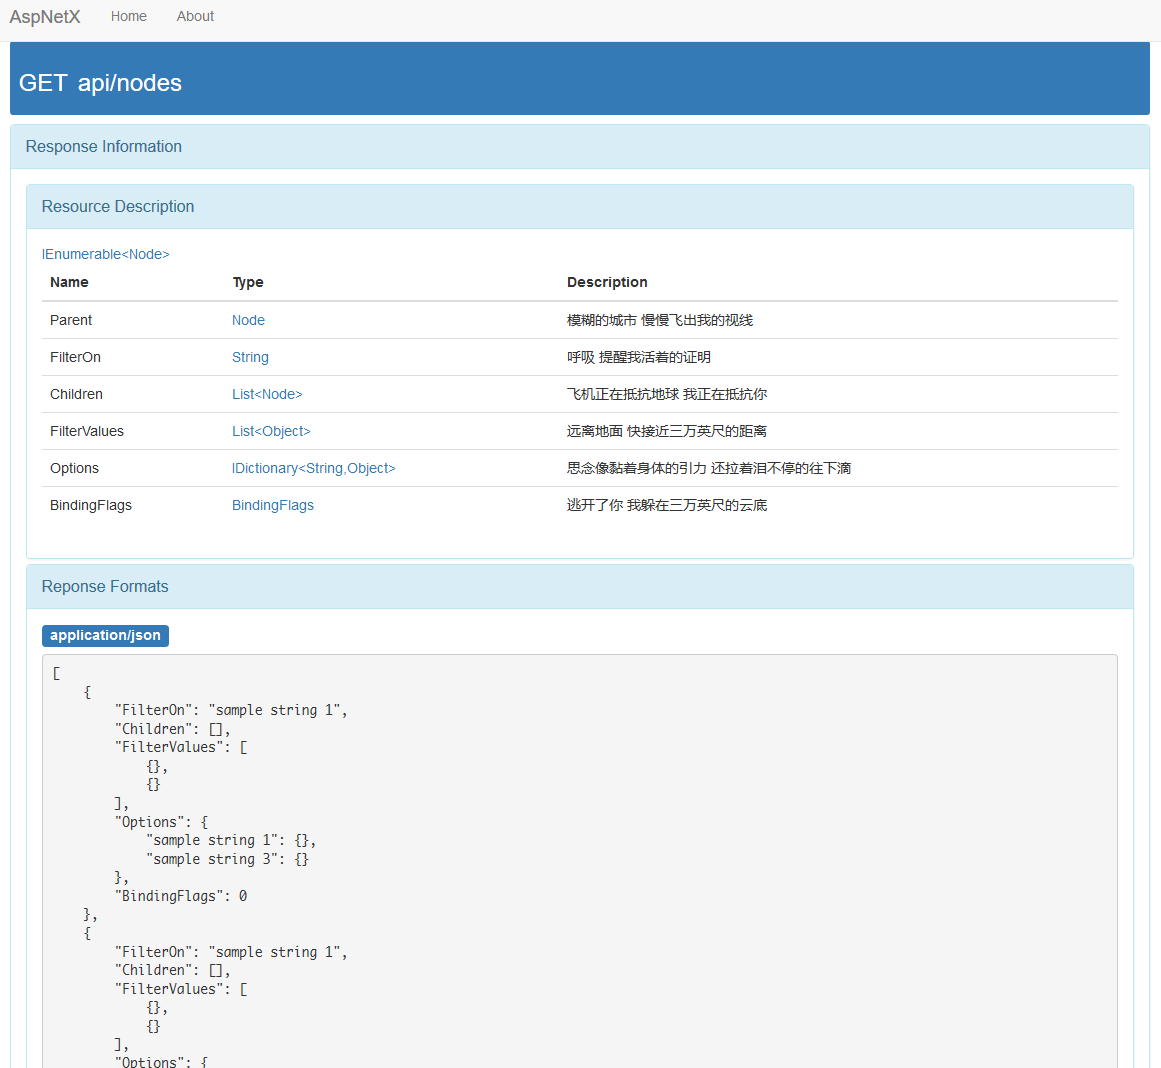 AspNetX Home About
GET api/nodes
Response Information
Resource Description
IEnumerable<Node>
Name Type Description
Parent Node 模糊的城市 慢慢飞出我的视线
FilterOn String 呼吸 提醒我活着的证明
Children List<Node> 飞机正在抵抗地球 我正在抵抗你
FilterValues List<Object> 远离地面 快接近三万英尺的距离
Options IDictionary<String,Object> 思念像黏着身体的引力 还拉着泪不停的往下滴
BindingFlags BindingFlags 逃开了你 我躲在三万英尺的云底
Reponse Formats
application/json
[
    {
        "FilterOn": "sample string 1",
        "Children": [],
        "FilterValues": [
            {},
            {}
        ],
        "Options": {
            "sample string 1": {},
            "sample string 3": {}
        },
        "BindingFlags": 0
    },
    {
        "FilterOn": "sample string 1",
        "Children": [],
        "FilterValues": [
            {},
            {}
        ],
        "Options": {